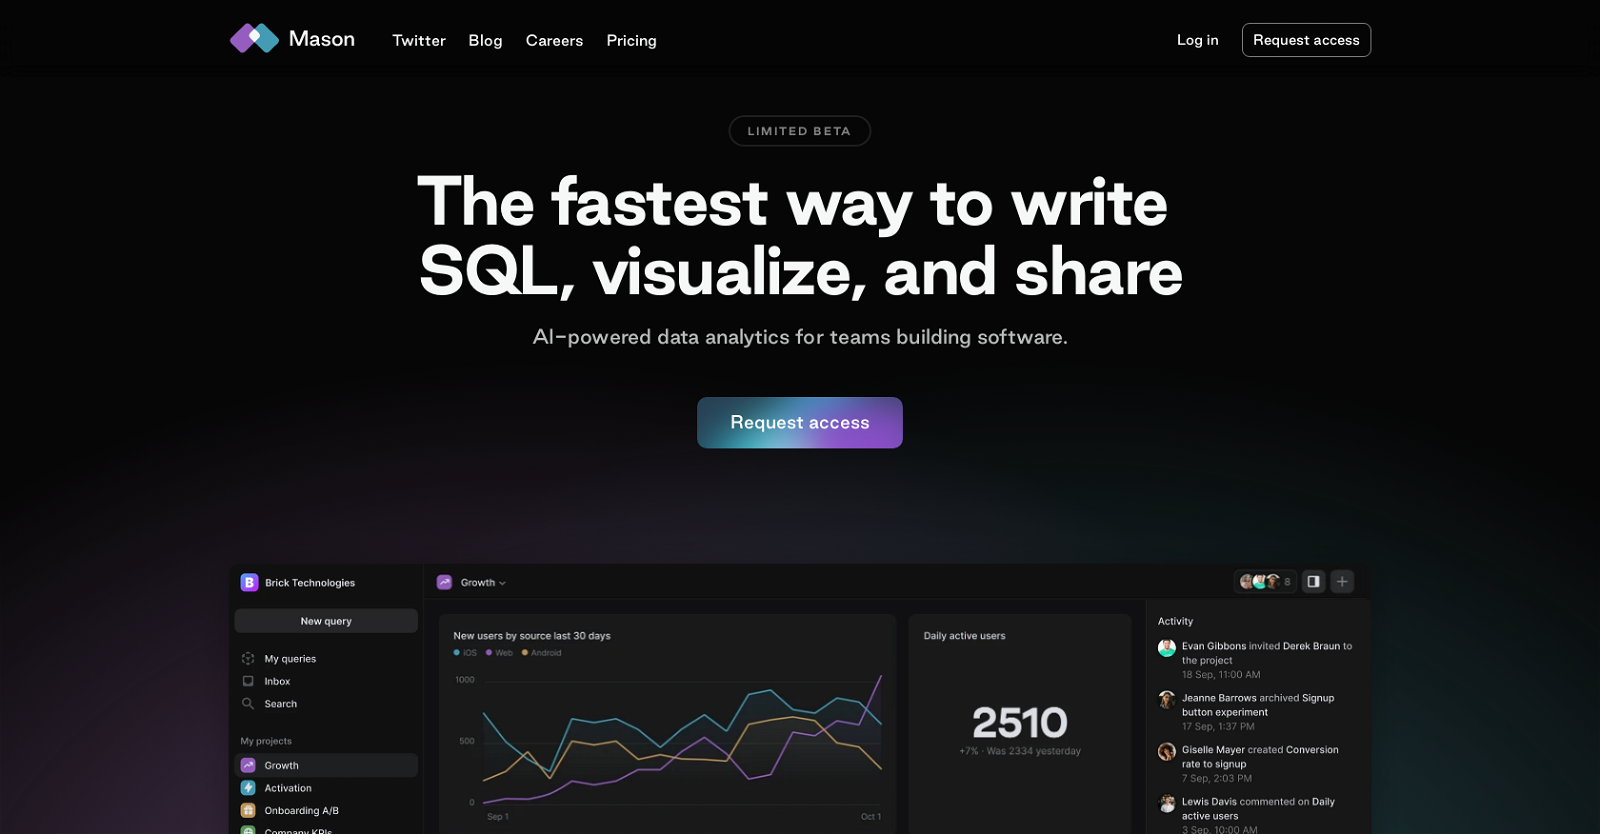 Mason
Twitter Blog Careers Pricing
Log in
Request access
LIMITED BETA
The fastest way to write
SQL, visualize, and share
AI-powered data analytics for teams building software.
Request access
B Brick Technologies
New query
My queries
Inbox
Search
My projects
Growth
Activation
Onboarding A/B
Company KPIs
Growth
8
New users by source last 30 days
iOS Web Android
1000
500
0
Sep 1
Oct 1
Daily active users
2510
+7% · Was 2334 yesterday
Activity
Evan Gibbons invited Derek Braun to
the project
18 Sep, 11:00 AM
Jeanne Barrows archived Signup
button experiment
17 Sep, 1:37 PM
Giselle Mayer created Conversion
rate to signup
7 Sep, 2:03 PM
Lewis Davis commented on Daily
active users
3 Sep, 10:00 AM